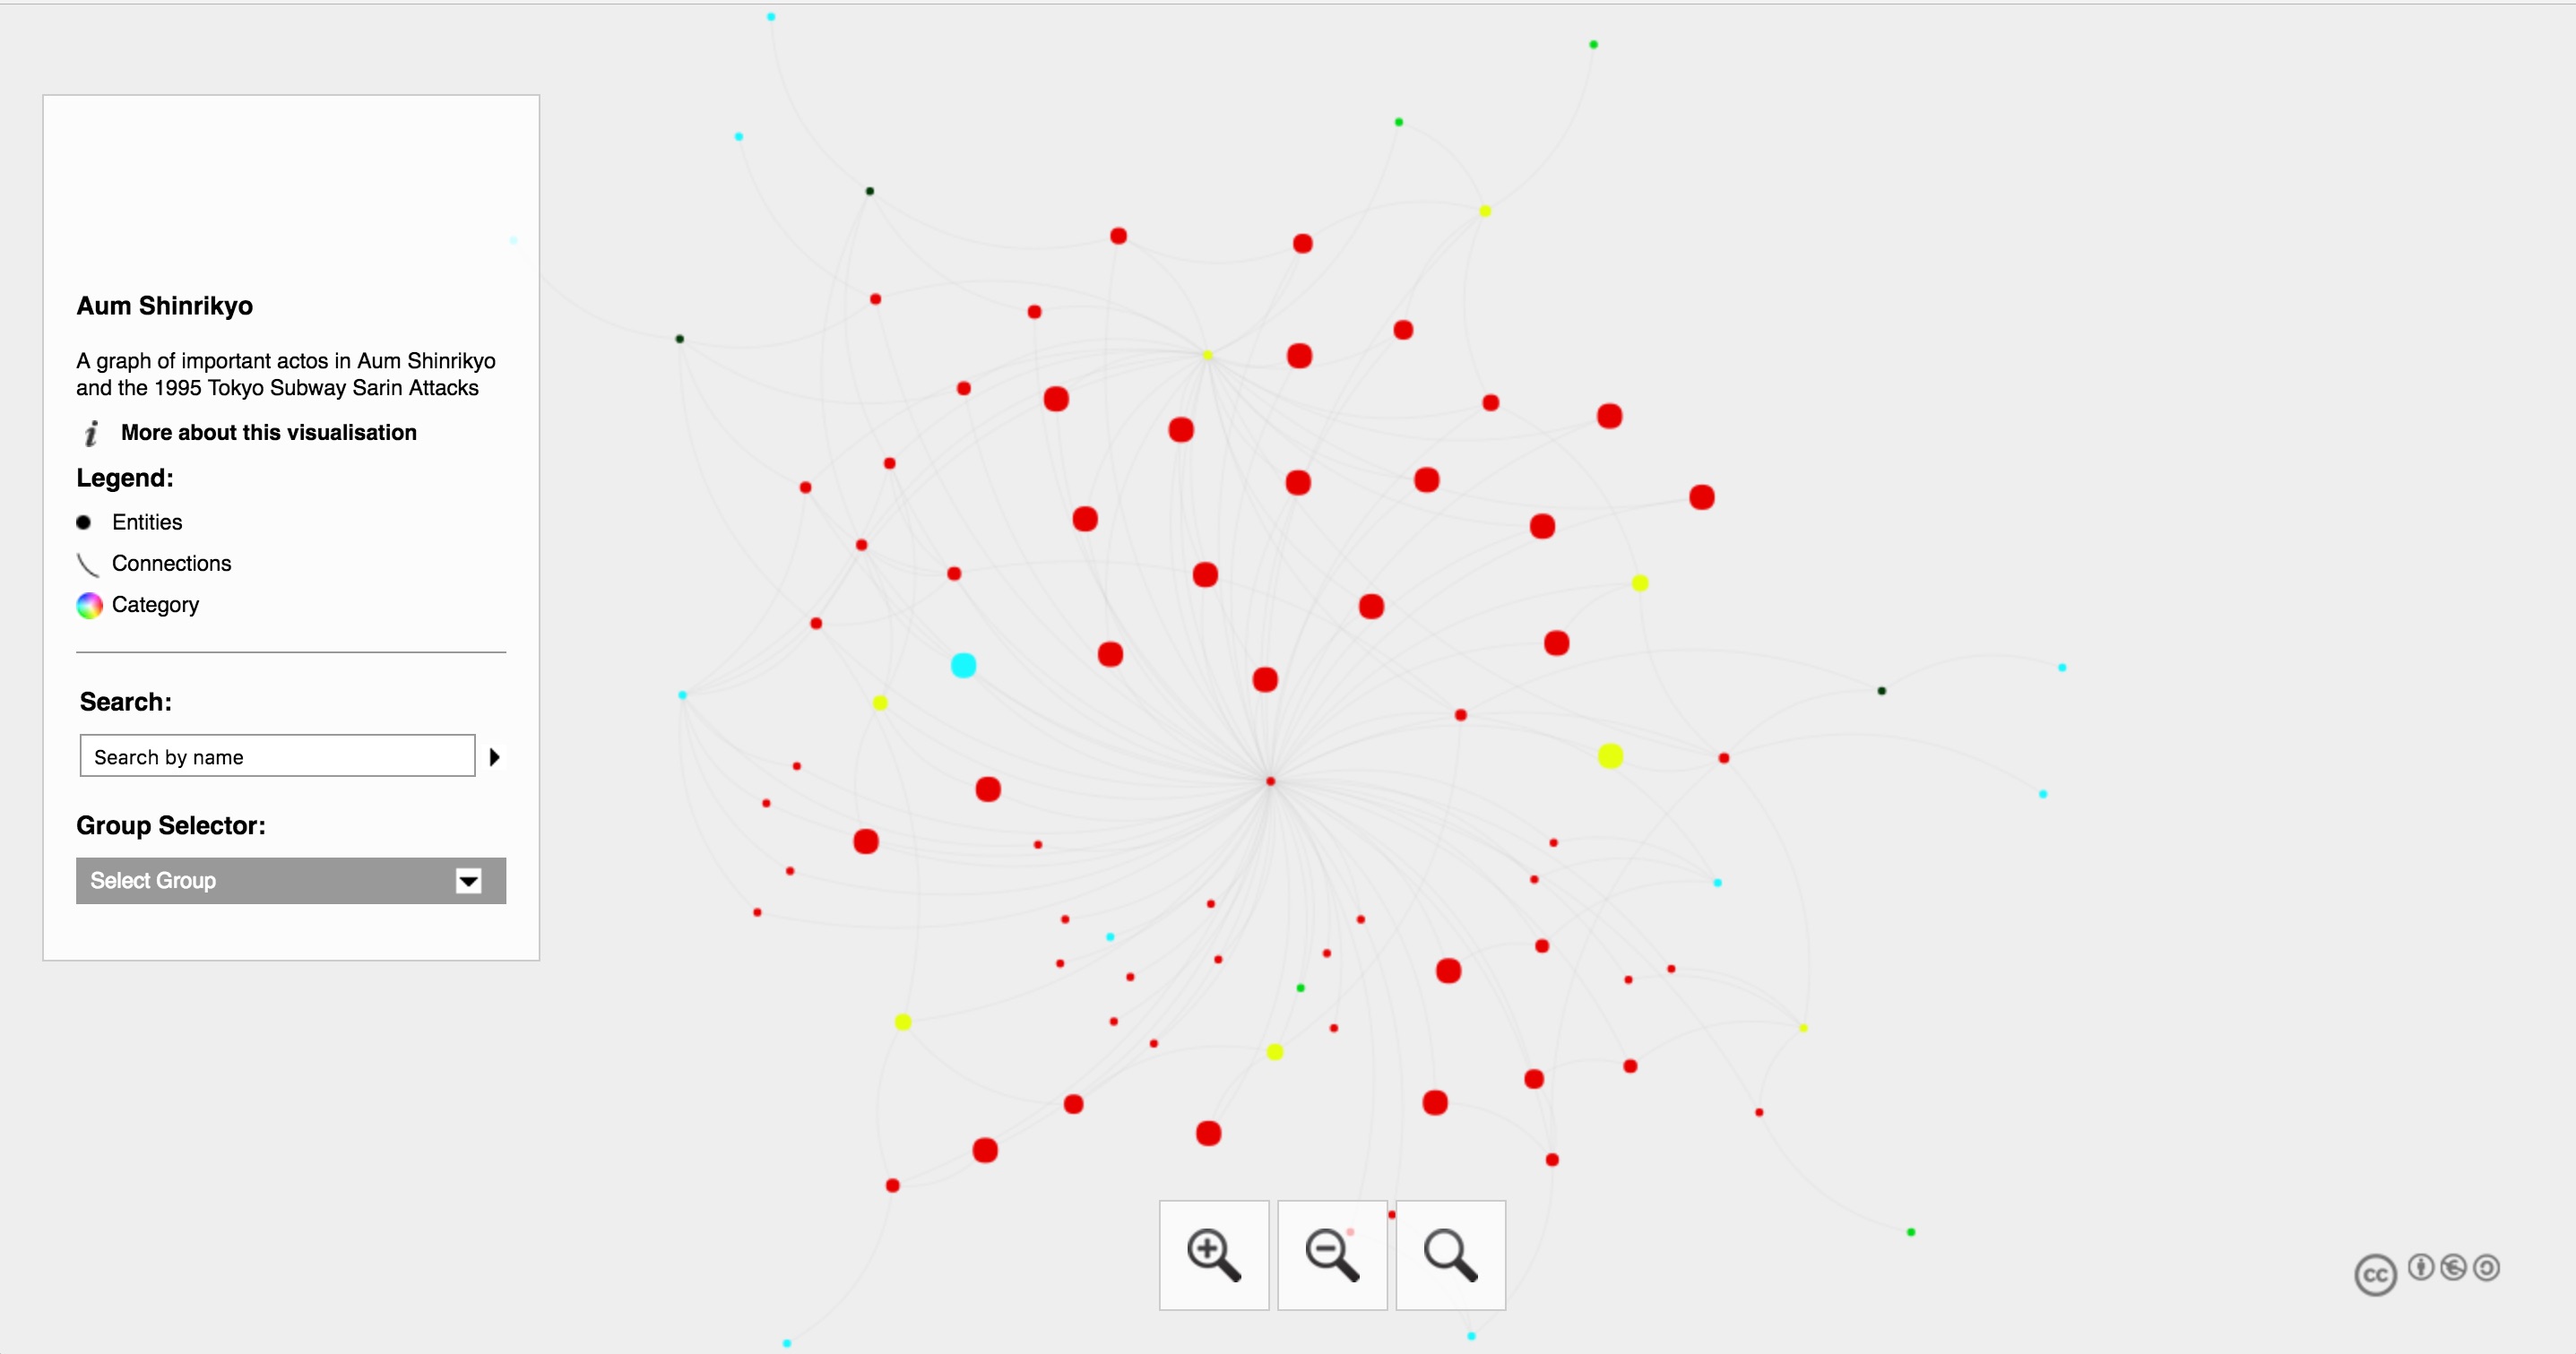 Aum Shinrikyo
A graph of important actos in Aum Shinrikyo
and the 1995 Tokyo Subway Sarin Attacks
i More about this visualisation
Legend:
Entities
Connections
Category
Search:
Search by name
Group Selector:
Select Group
cc